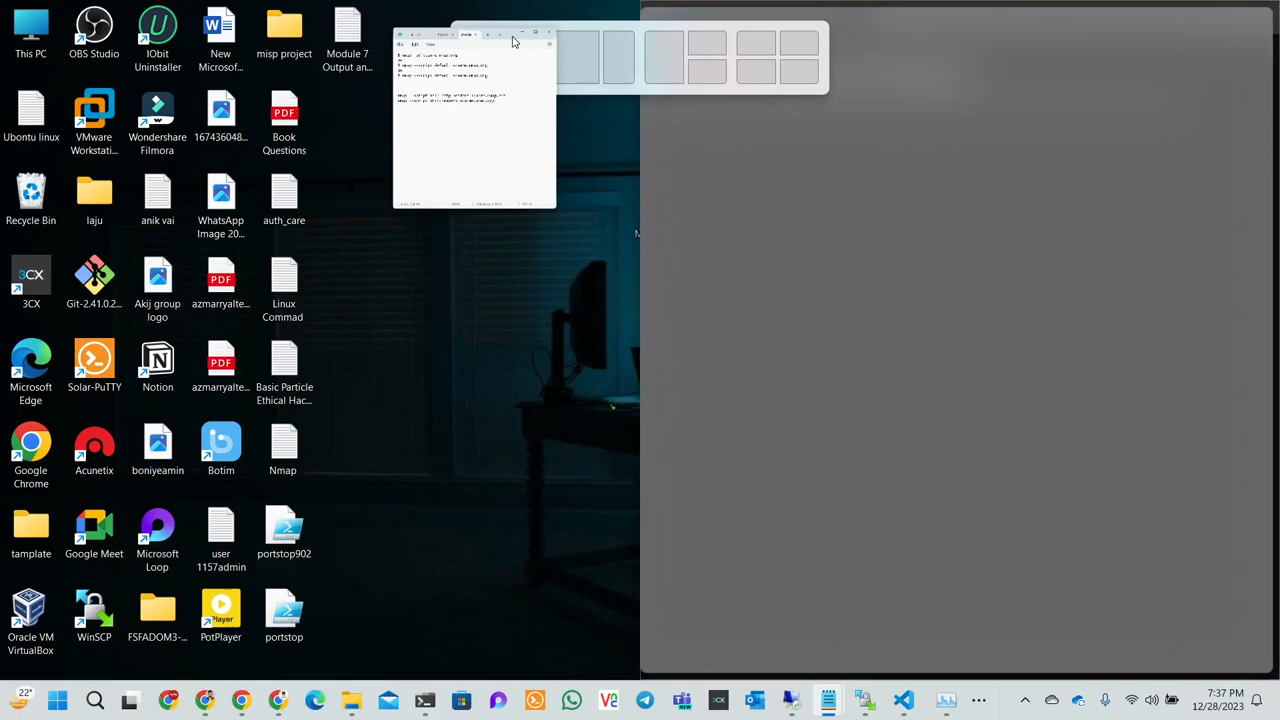 This PC
OBS Studio
IObit
Uninstaller
New
Microsof...
misp project
Module 7
Output an...
File Edit View
Ubuntu linux
VMware
Workstati...
Wondershare
Filmora
167436048...
Book
Questions
Recycle Bin
laju
anik vai
WhatsApp
Image 20...
auth_care
3CX
Git-2.41.0.2...
Akij group
logo
azmarryalte...
Linux
Commad
Microsoft
Edge
Solar-PuTTY
Notion
azmarryalte...
Basic Particle
Ethical Hac...
Google
Chrome
Acunetix
boniyeamin
Botim
Nmap
tamplate
Google Meet
Microsoft
Loop
user
1157admin
portstop902
Oracle VM
VirtualBox
WinSCP
FSFADOM3-...
PotPlayer
portstop
22°
7:37 PM
12/28/2023